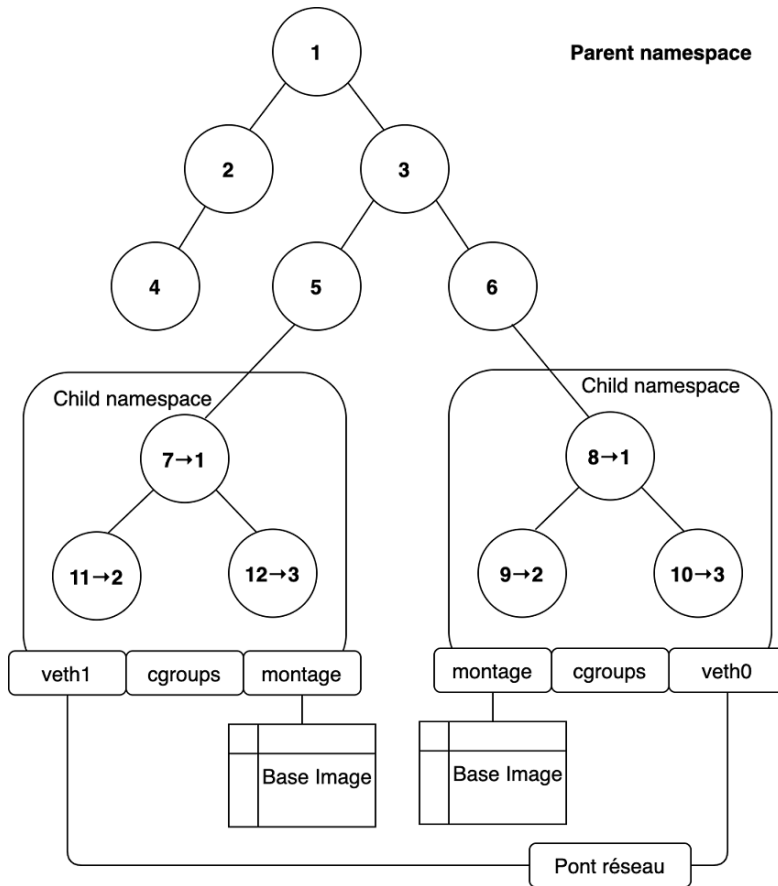 1
Parent namespace
2
3
4
5
6
Child namespace
Child namespace
7→1
8→1
11→2
12→3
9→2
10→3
veth1
cgroups
montage
montage
cgroups
veth0
Base Image
Base Image
Pont réseau